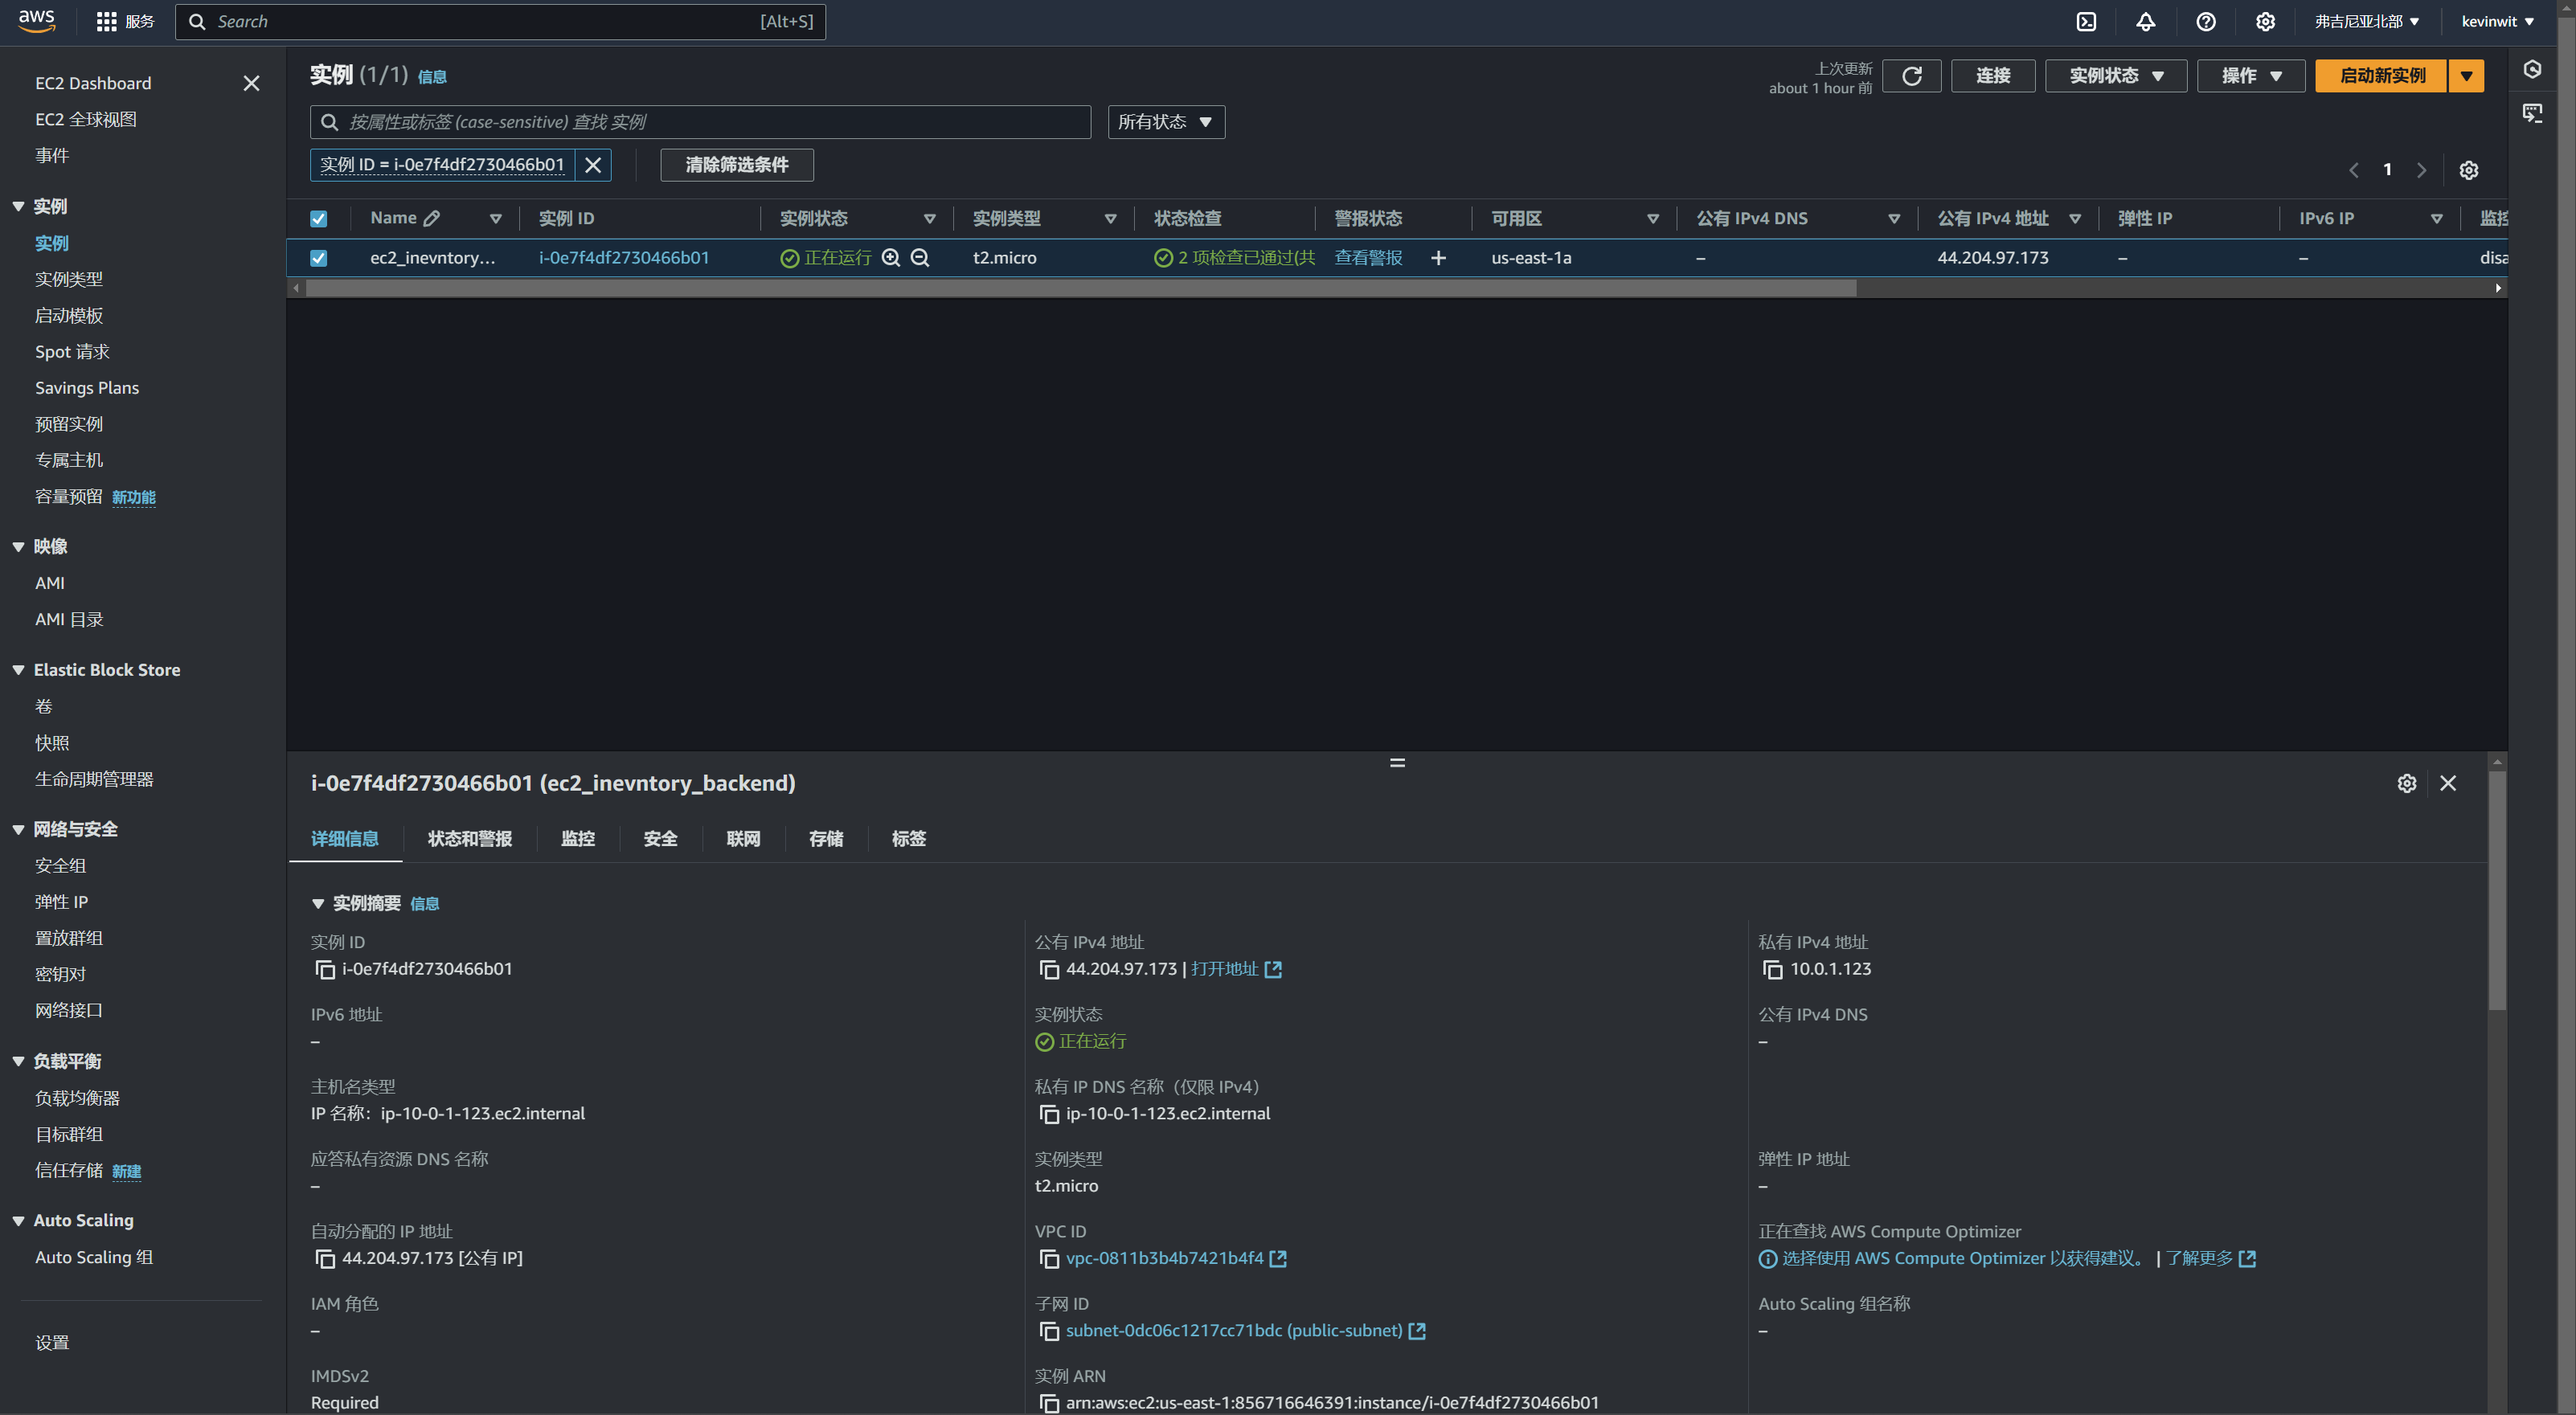 aws
服务
Search
[Alt+S]
弗吉尼亚北部
kevinwit
EC2 Dashboard
EC2 全球视图
事件
实例
实例
实例类型
启动模板
Spot 请求
Savings Plans
预留实例
专属主机
容量预留 新功能
映像
AMI
AMI 目录
Elastic Block Store
卷
快照
生命周期管理器
网络与安全
安全组
弹性 IP
置放群组
密钥对
网络接口
负载平衡
负载均衡器
目标群组
信任存储 新建
Auto Scaling
Auto Scaling 组
设置
实例 (1/1) 信息
上次更新
about 1 hour 前
连接
实例状态
操作
启动新实例
按属性或标签 (case-sensitive) 查找 实例
所有状态
实例 ID = i-0e7f4df2730466b01
清除筛选条件
1
Name 实例 ID 实例状态 实例类型 状态检查 警报状态 可用区 公有 IPv4 DNS 公有 IPv4 地址 弹性 IP IPv6 IP 监控
ec2_inevntory... i-0e7f4df2730466b01 正在运行 t2.micro 2 项检查已通过(共 查看警报 + us-east-1a – 44.204.97.173 – – disa
i-0e7f4df2730466b01 (ec2_inevntory_backend)
详细信息 状态和警报 监控 安全 联网 存储 标签
实例摘要 信息
实例 ID
i-0e7f4df2730466b01
公有 IPv4 地址
44.204.97.173 | 打开地址
私有 IPv4 地址
10.0.1.123
IPv6 地址
–
实例状态
正在运行
公有 IPv4 DNS
–
主机名类型
IP 名称：ip-10-0-1-123.ec2.internal
私有 IP DNS 名称（仅限 IPv4）
ip-10-0-1-123.ec2.internal
应答私有资源 DNS 名称
–
实例类型
t2.micro
弹性 IP 地址
–
自动分配的 IP 地址
44.204.97.173 [公有 IP]
VPC ID
vpc-0811b3b4b7421b4f4
正在查找 AWS Compute Optimizer
选择使用 AWS Compute Optimizer 以获得建议。 | 了解更多
IAM 角色
–
子网 ID
subnet-0dc06c1217cc71bdc (public-subnet)
Auto Scaling 组名称
–
IMDSv2
Required
实例 ARN
arn:aws:ec2:us-east-1:856716646391:instance/i-0e7f4df2730466b01